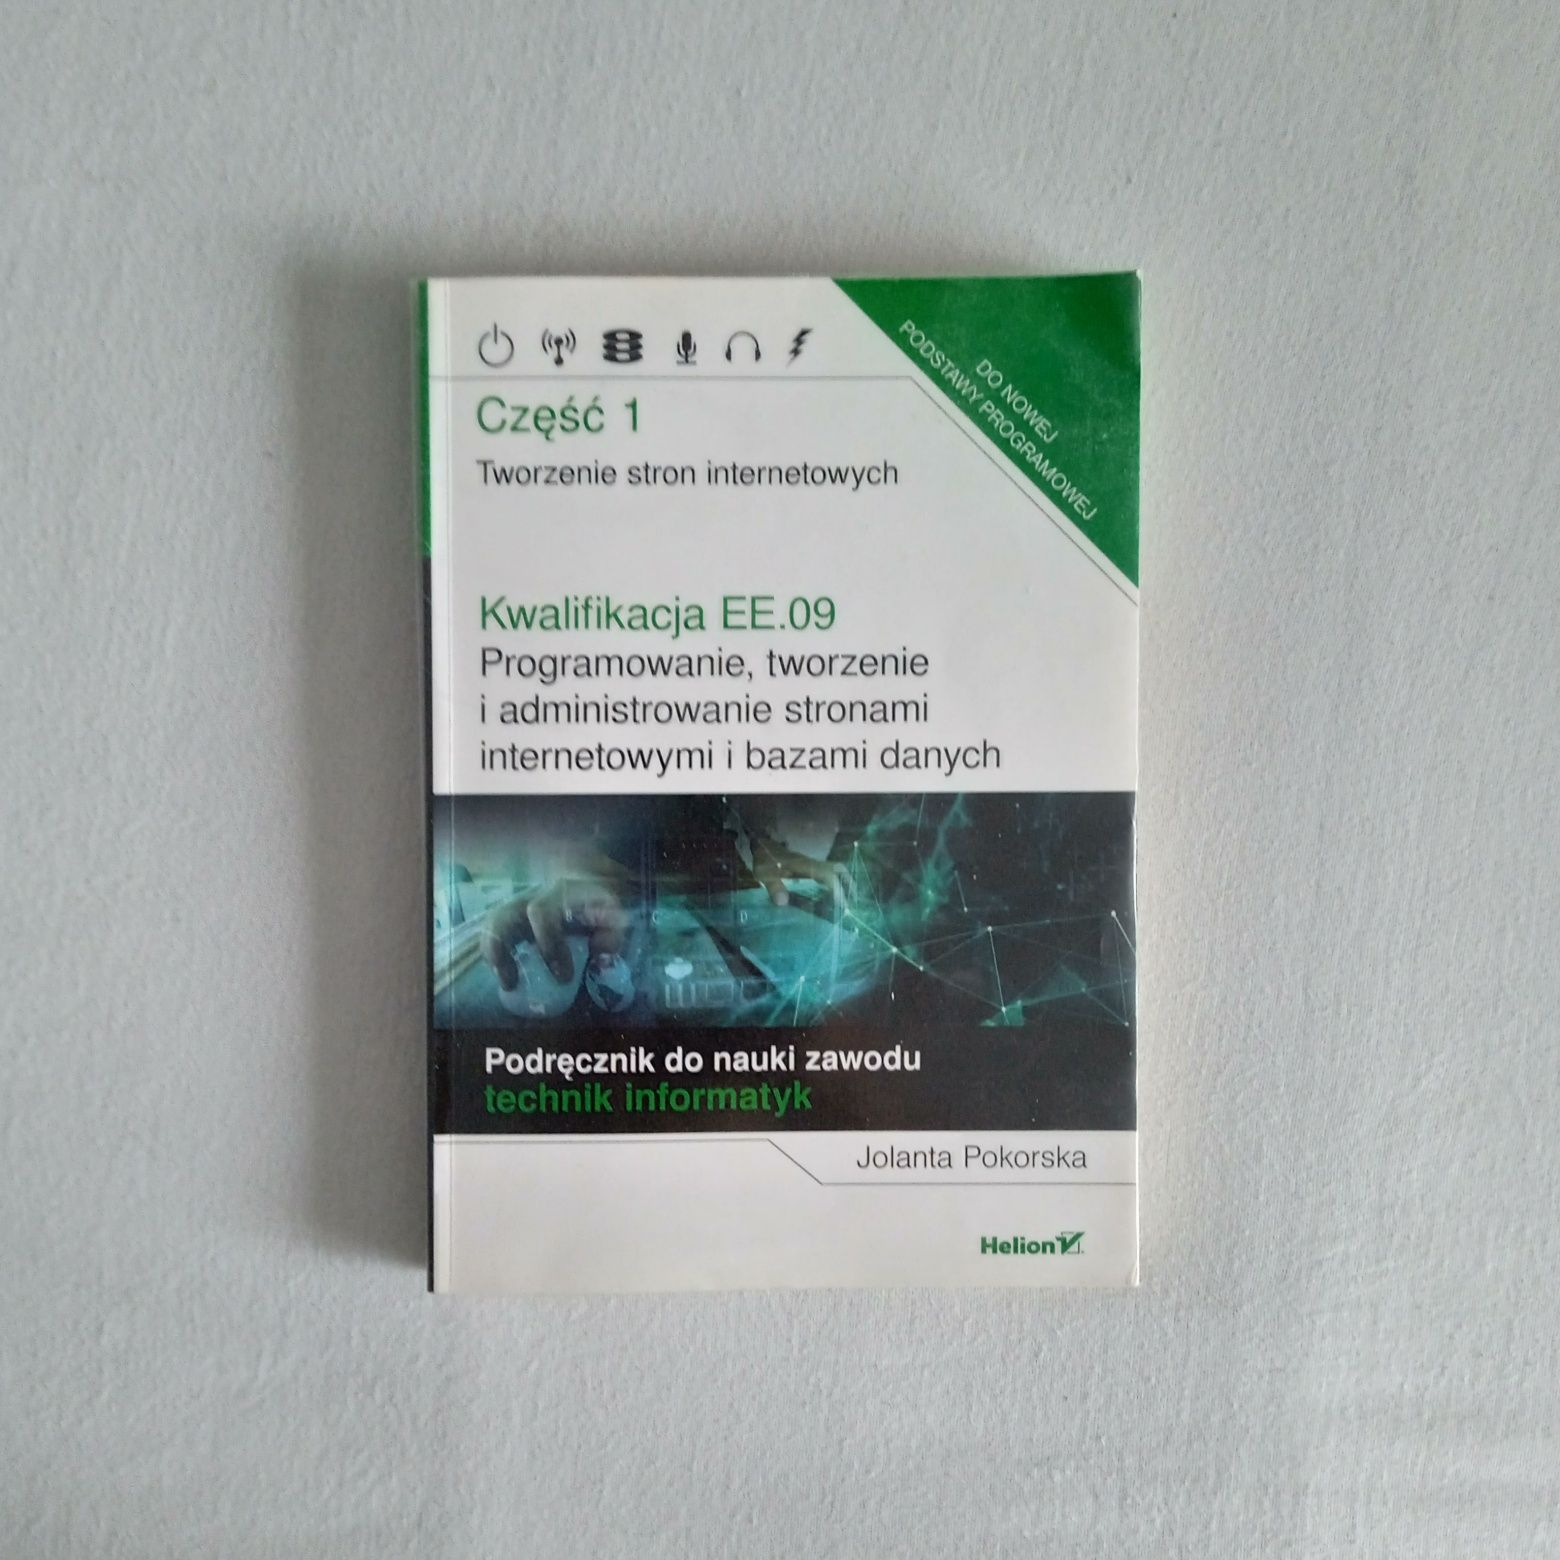 DO NOWEJ
PODSTAWY PROGRAMOWEJ
Część 1
Tworzenie stron internetowych
Kwalifikacja EE.09
Programowanie, tworzenie
i administrowanie stronami
internetowymi i bazami danych
B C D
Podręcznik do nauki zawodu
technik informatyk
Jolanta Pokorska
Helion